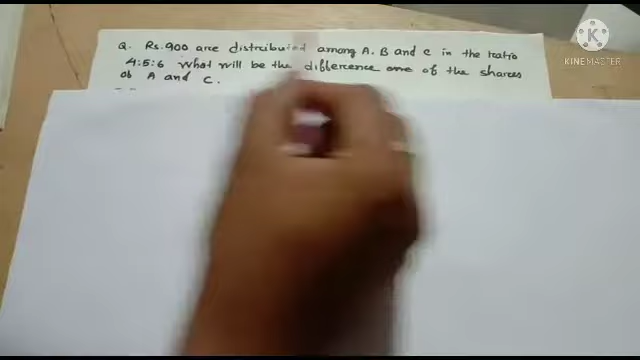 Q. Rs.900 are distributed among A. B and C in the ratio
4:5:6 What will be the difference one of the shares
of A and C.
KINEMASTER